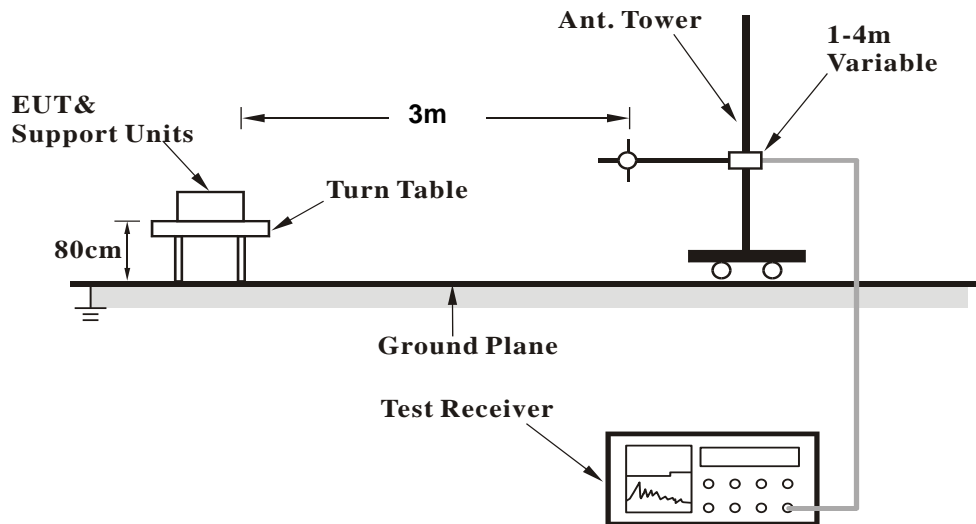 Ant. Tower
1-4m
Variable
EUT&
Support Units
3m
Turn Table
80cm
Ground Plane
Test Receiver